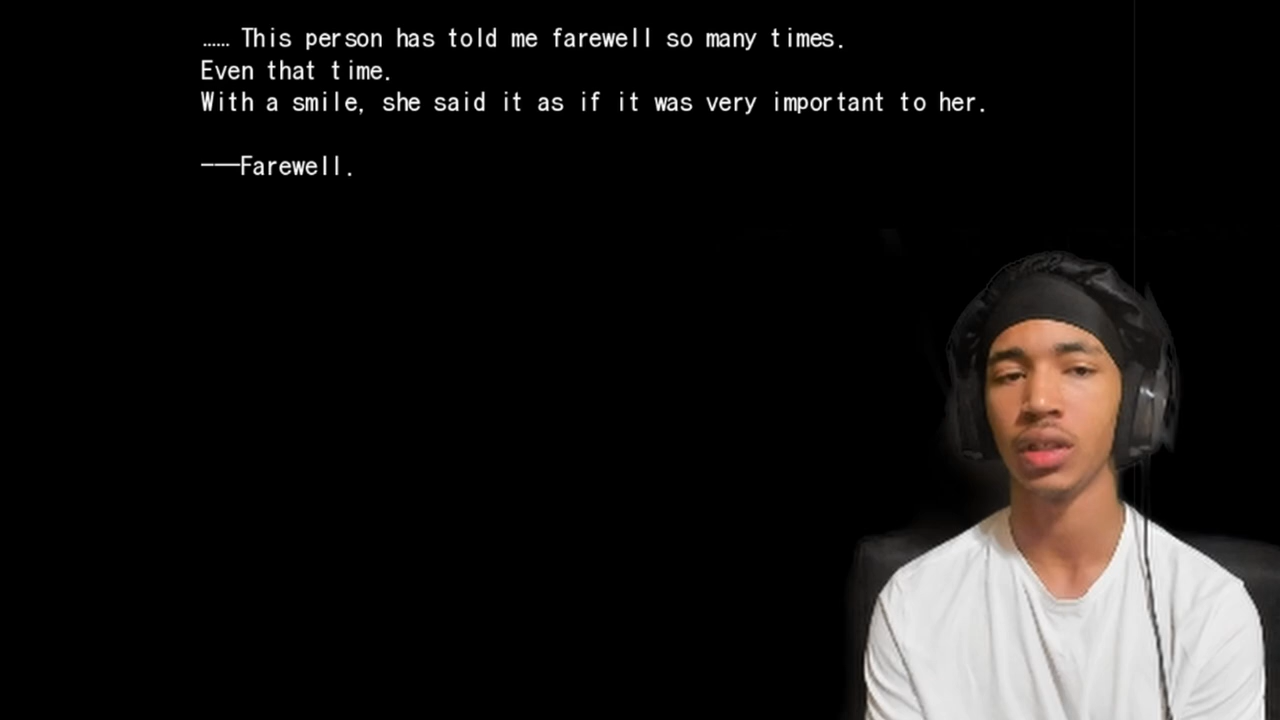 …… This person has told me farewell so many times.
Even that time.
With a smile, she said it as if it was very important to her.
───Farewell.